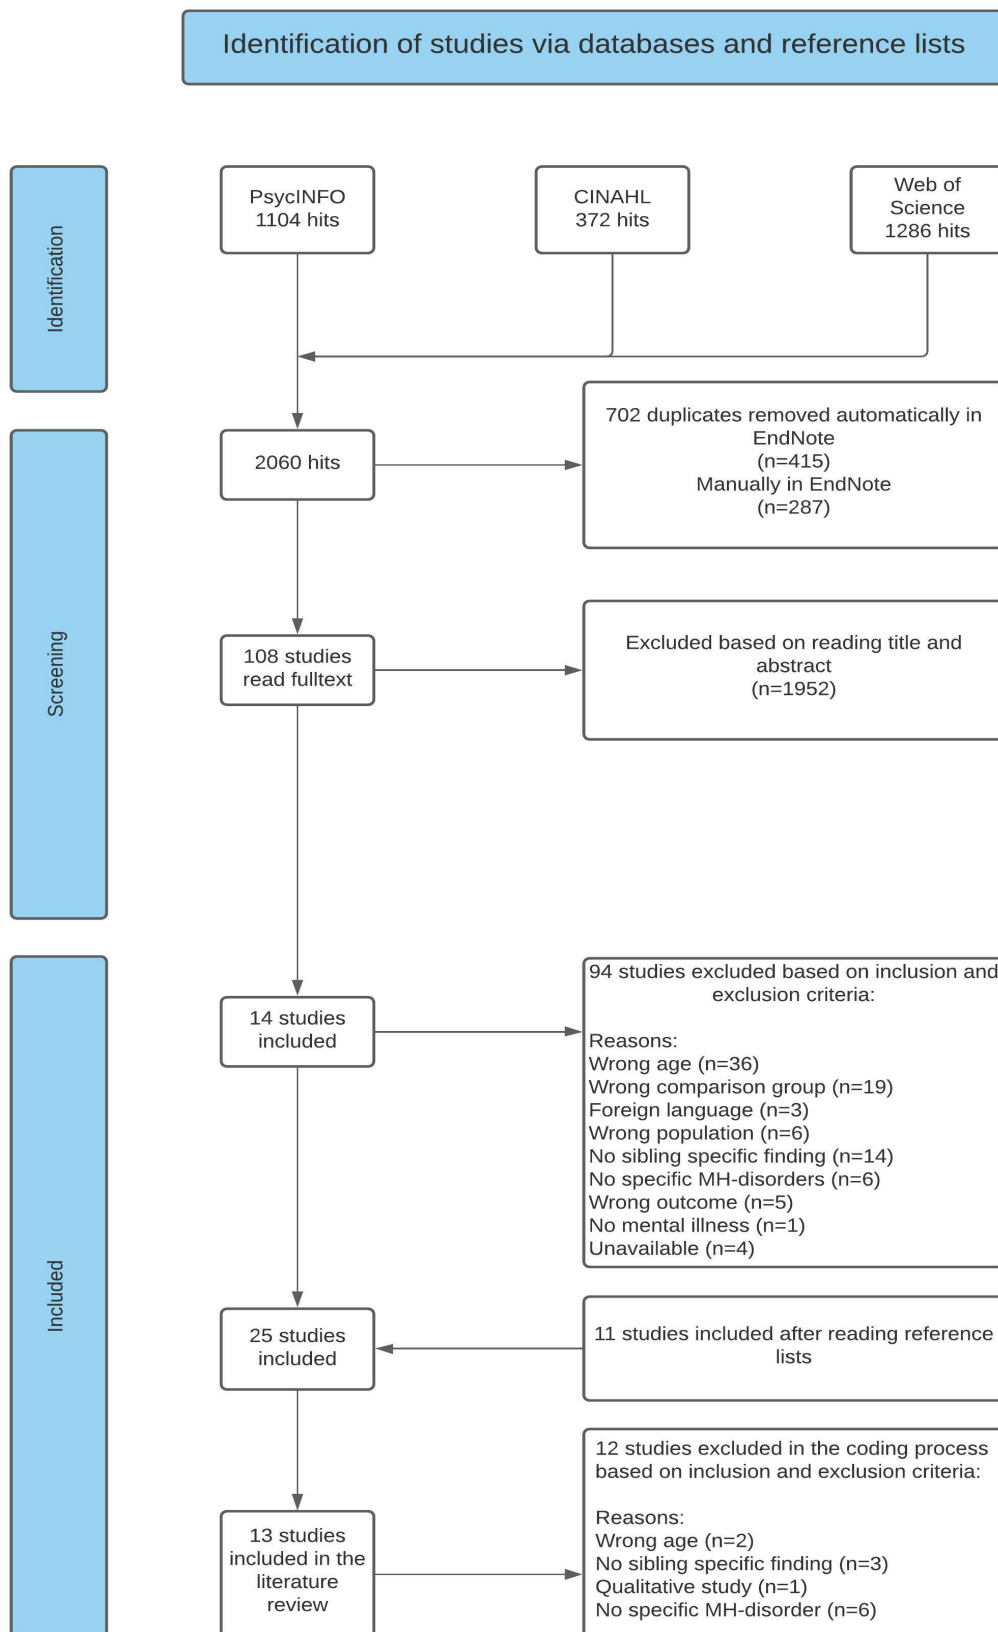 Identification of studies via databases and reference lists
Identification
PsycINFO
1104 hits
CINAHL
372 hits
Web of
Science
1286 hits
Screening
2060 hits
702 duplicates removed automatically in
EndNote
(n=415)
Manually in EndNote
(n=287)
108 studies
read fulltext
Excluded based on reading title and
abstract
(n=1952)
Included
14 studies
included
94 studies excluded based on inclusion and
exclusion criteria:
Reasons:
Wrong age (n=36)
Wrong comparison group (n=19)
Foreign language (n=3)
Wrong population (n=6)
No sibling specific finding (n=14)
No specific MH-disorders (n=6)
Wrong outcome (n=5)
No mental illness (n=1)
Unavailable (n=4)
25 studies
included
11 studies included after reading reference
lists
13 studies
included in the
literature
review
12 studies excluded in the coding process
based on inclusion and exclusion criteria:
Reasons:
Wrong age (n=2)
No sibling specific finding (n=3)
Qualitative study (n=1)
No specific MH-disorder (n=6)